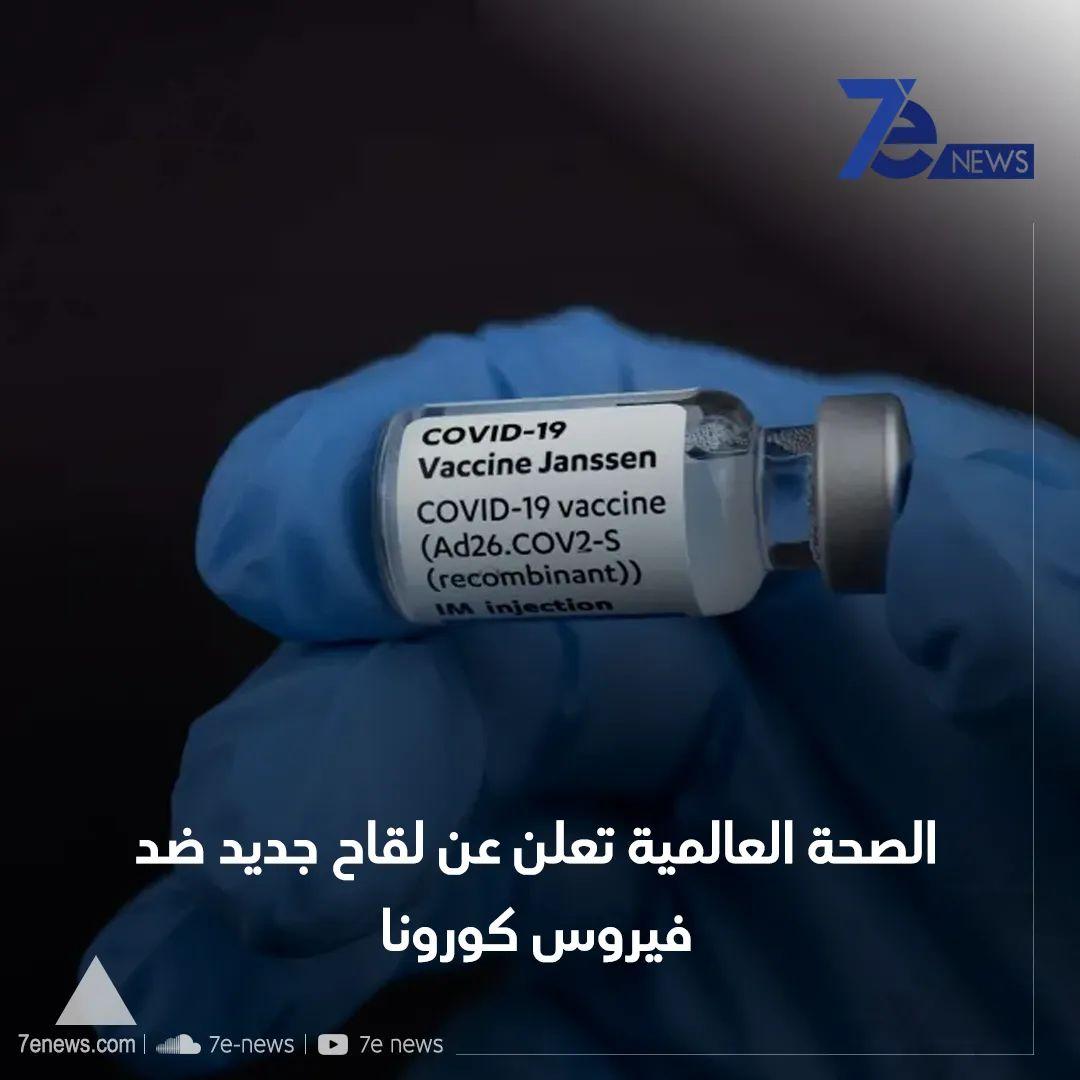 7e NEWS
COVID-19
Vaccine Janssen
COVID-19 vaccine
(Ad26.COV2-S
(recombinant))
IM injection
الصحة العالمية تعلن عن لقاح جديد ضد
فيروس كورونا
7enews.com | 7e-news | 7e news